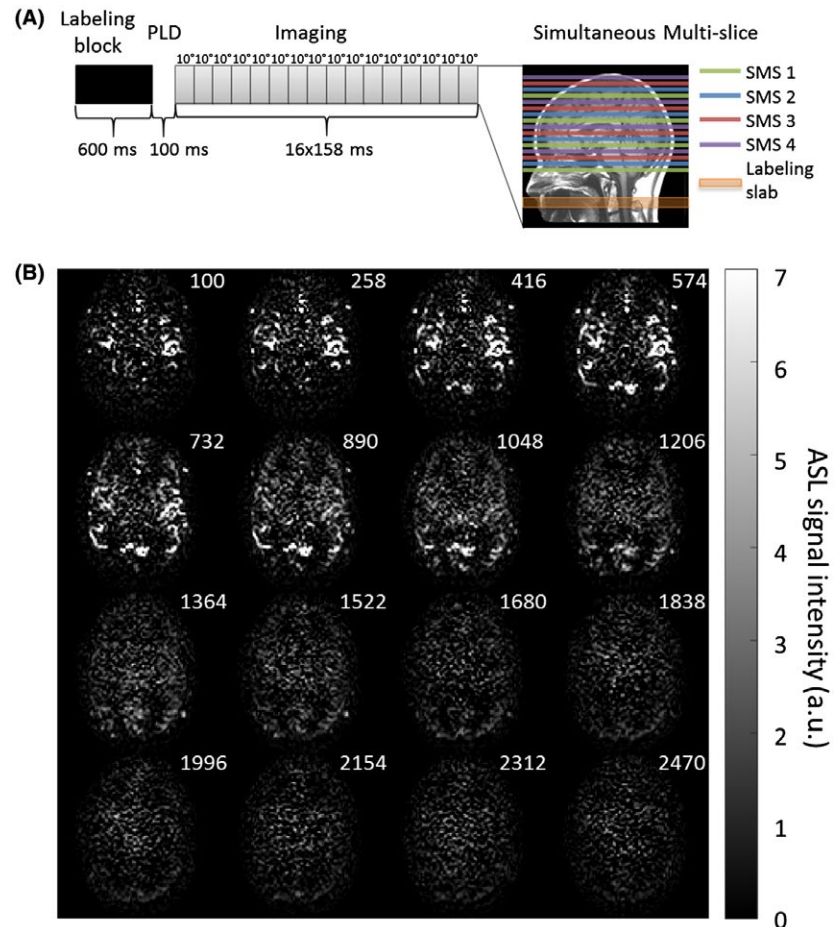 (A)
Labeling block
PLD
Imaging
Simultaneous Multi-slice
10°10°10°10°10°10°10°10°10°10°10°10°10°10°10°10°10°
SMS 1
SMS 2
SMS 3
SMS 4
Labeling
slab
600 ms
100 ms
16x158 ms
(B)
100 258 416 574
732 890 1048 1206
1364 1522 1680 1838
1996 2154 2312 2470
7
6
5
4
3
2
1
0
ASL signal intensity (a.u.)